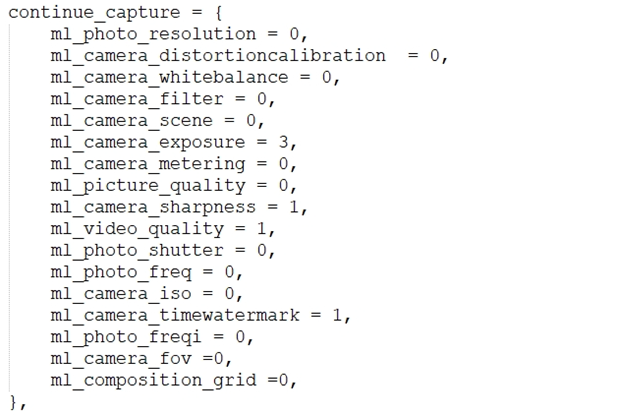 continue_capture = {
    ml_photo_resolution = 0,
    ml_camera_distortioncalibration  = 0,
    ml_camera_whitebalance = 0,
    ml_camera_filter = 0,
    ml_camera_scene = 0,
    ml_camera_exposure = 3,
    ml_camera_metering = 0,
    ml_picture_quality = 0,
    ml_camera_sharpness = 1,
    ml_video_quality = 1,
    ml_photo_shutter = 0,
    ml_photo_freq = 0,
    ml_camera_iso = 0,
    ml_camera_timewatermark = 1,
    ml_photo_freqi = 0,
    ml_camera_fov =0,
    ml_composition_grid =0,
},